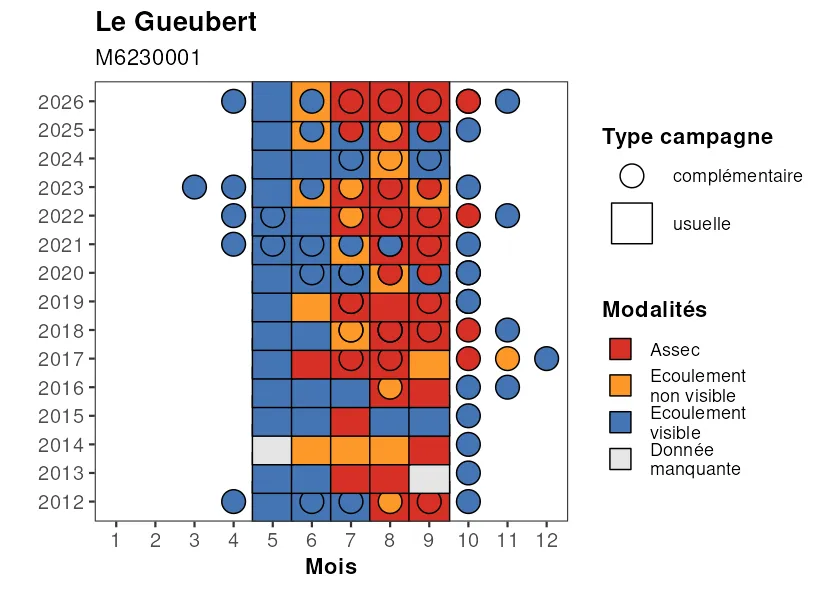 Le Gueubert
M6230001
2026
2025
2024
2023
2022
2021
2020
2019
2018
2017
2016
2015
2014
2013
2012
1 2 3 4 5 6 7 8 9 10 11 12
Mois
Type campagne
complémentaire
usuelle
Modalités
Assec
Ecoulement
non visible
Ecoulement
visible
Donnée
manquante